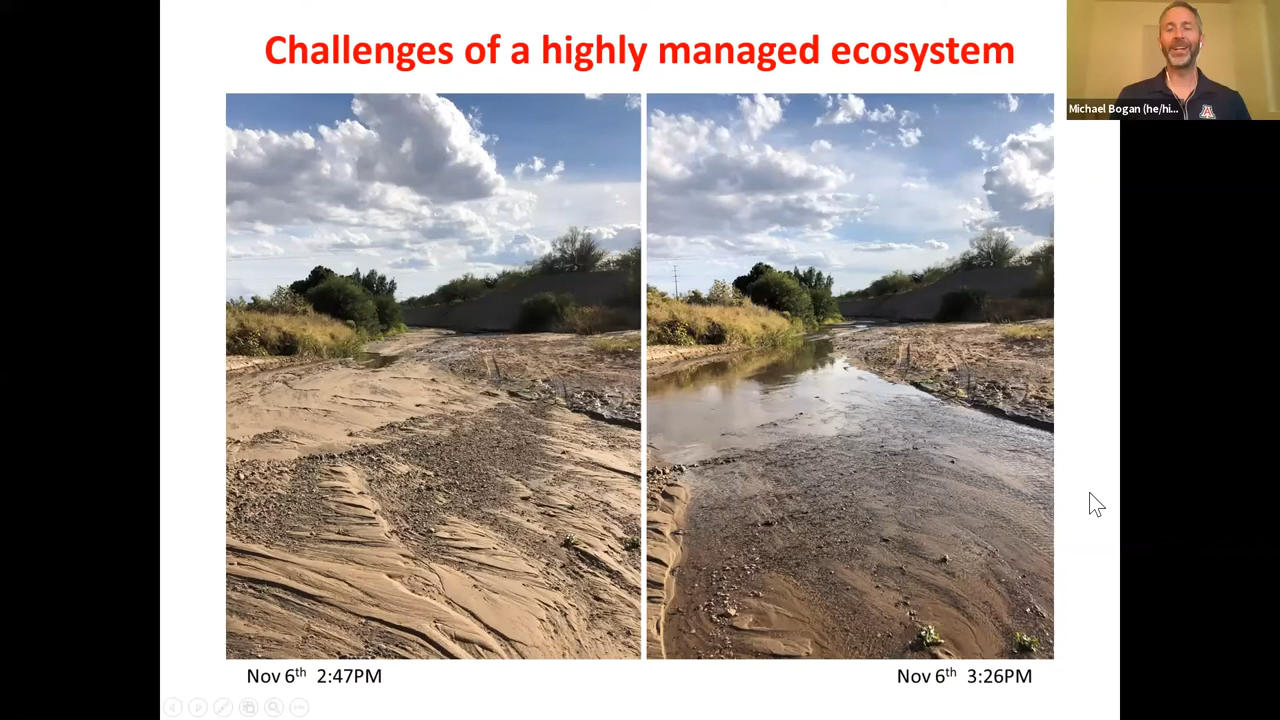 Challenges of a highly managed ecosystem
Michael Bogan (he/hi...
A
Nov 6th 2:47PM
Nov 6th 3:26PM